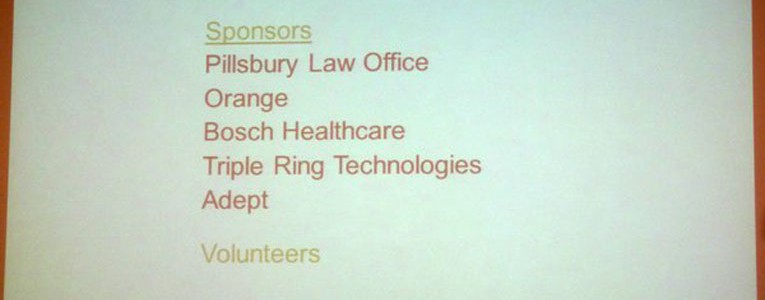 Sponsors
Pillsbury Law Office
Orange
Bosch Healthcare
Triple Ring Technologies
Adept
Volunteers